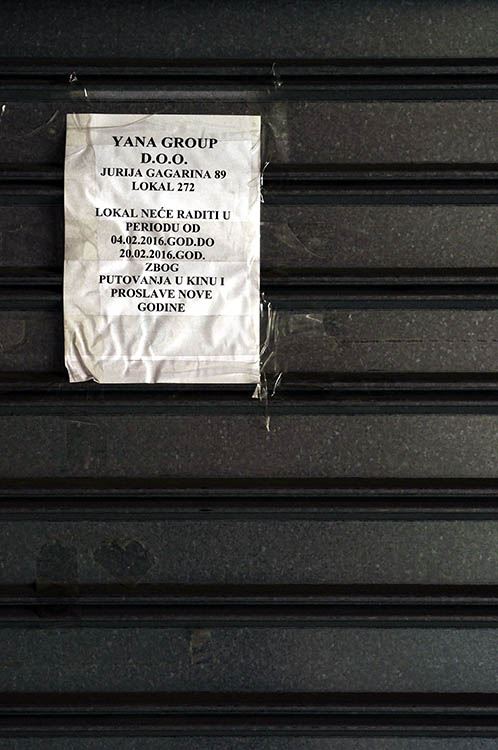 YANA GROUP
D.O.O.
JURIJA GAGARINA 89
LOKAL 272
LOKAL NEĆE RADITI U
PERIODU OD
04.02.2016.GOD.DO
20.02.2016.GOD.
ZBOG
PUTOVANJA U KINU I
PROSLAVE NOVE
GODINE